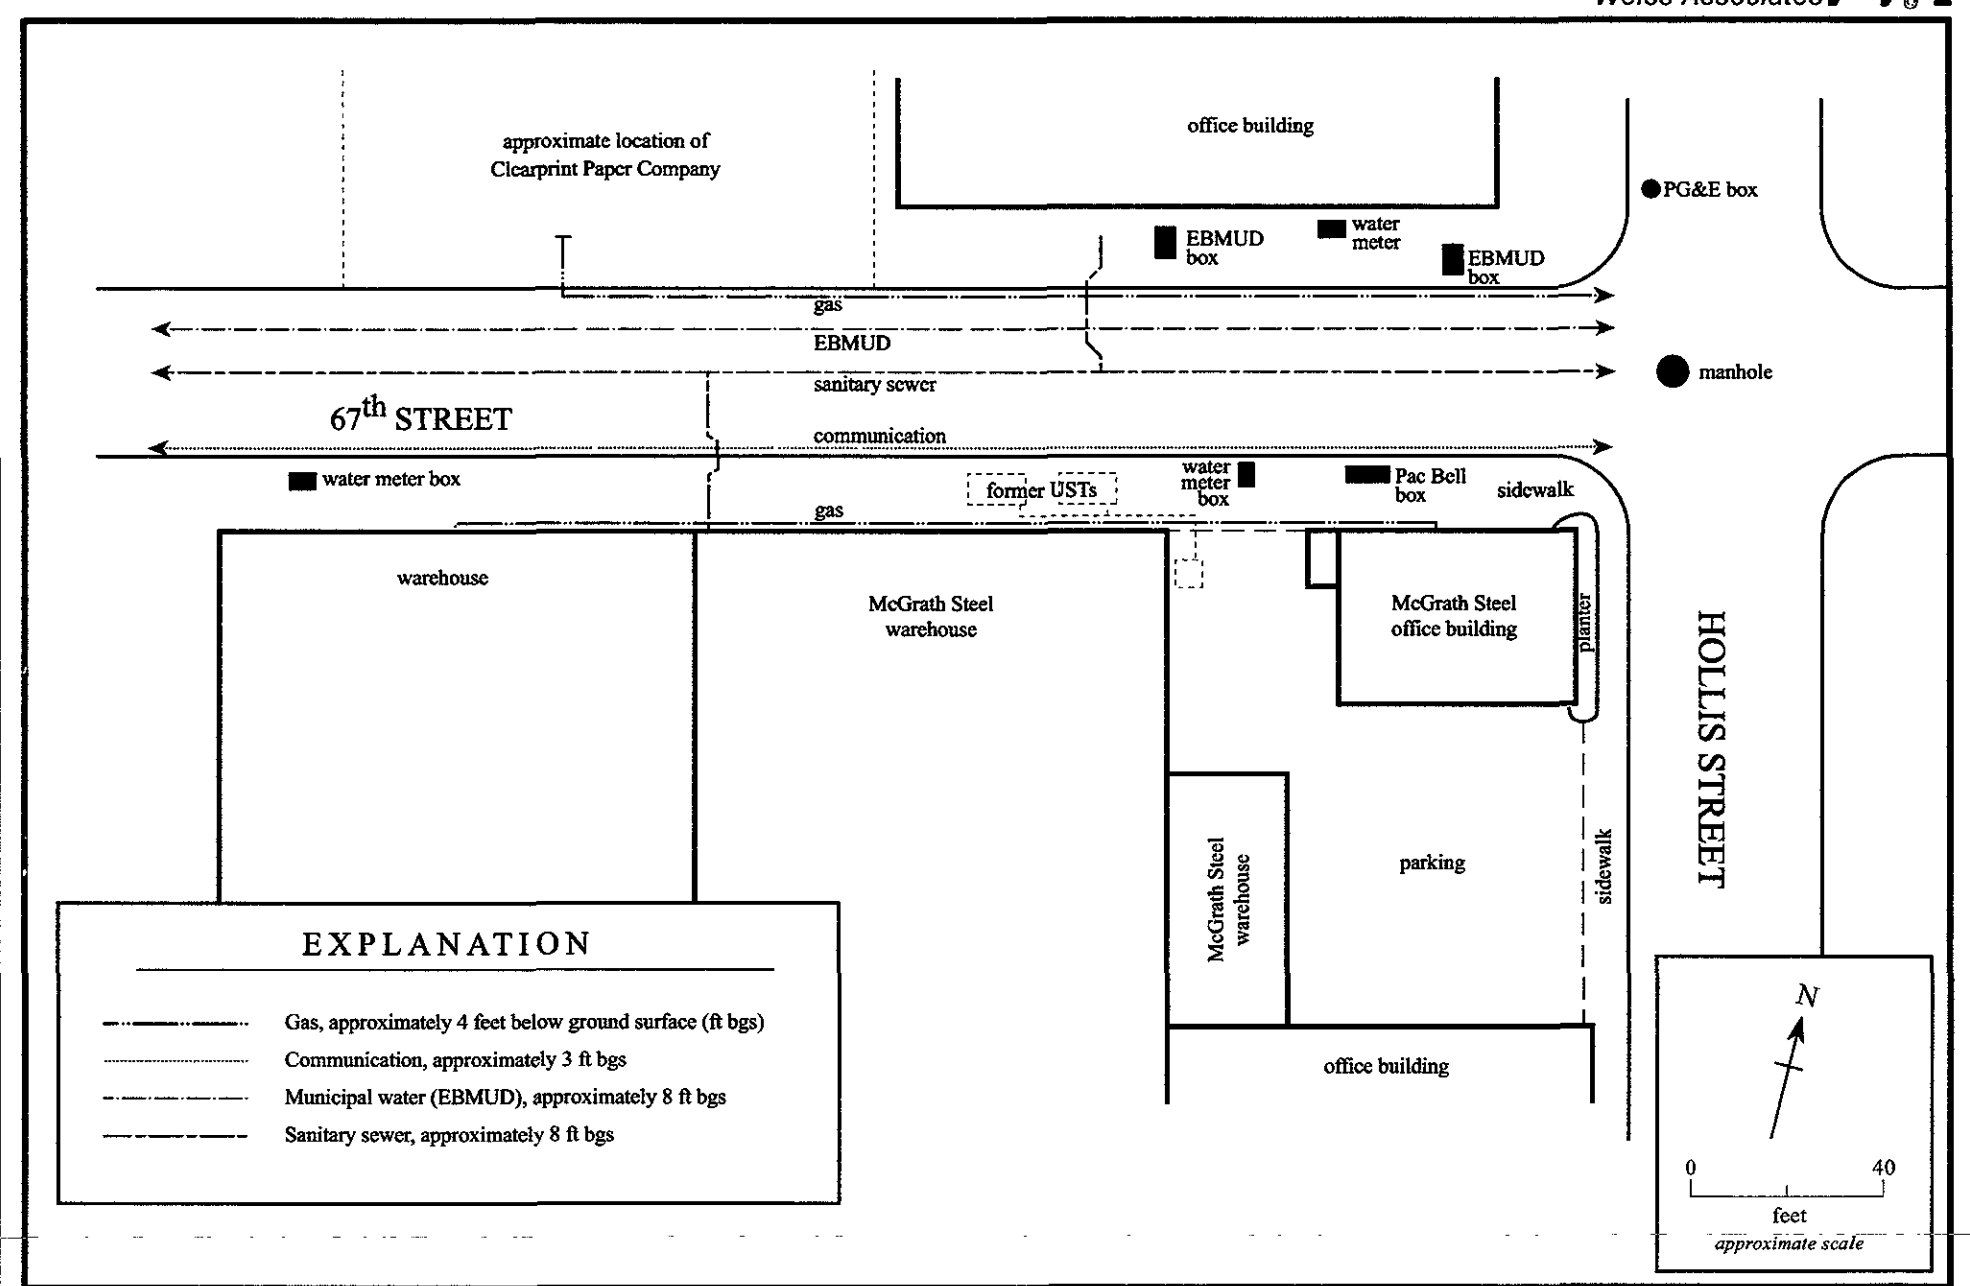 Weiss Associates
office building
approximate location of
Clearprint Paper Company
PG&E box
water
meter
EBMUD
box
EBMUD
box
gas
EBMUD
sanitary sewer
manhole
67th STREET
communication
water meter box
former USTs
water
meter
box
Pac Bell
box
sidewalk
gas
warehouse
McGrath Steel
warehouse
McGrath Steel
office building
planter
HOLLIS STREET
McGrath Steel
warehouse
parking
sidewalk
office building
EXPLANATION
Gas, approximately 4 feet below ground surface (ft bgs)
Communication, approximately 3 ft bgs
Municipal water (EBMUD), approximately 8 ft bgs
Sanitary sewer, approximately 8 ft bgs
N
0 40
feet
approximate scale